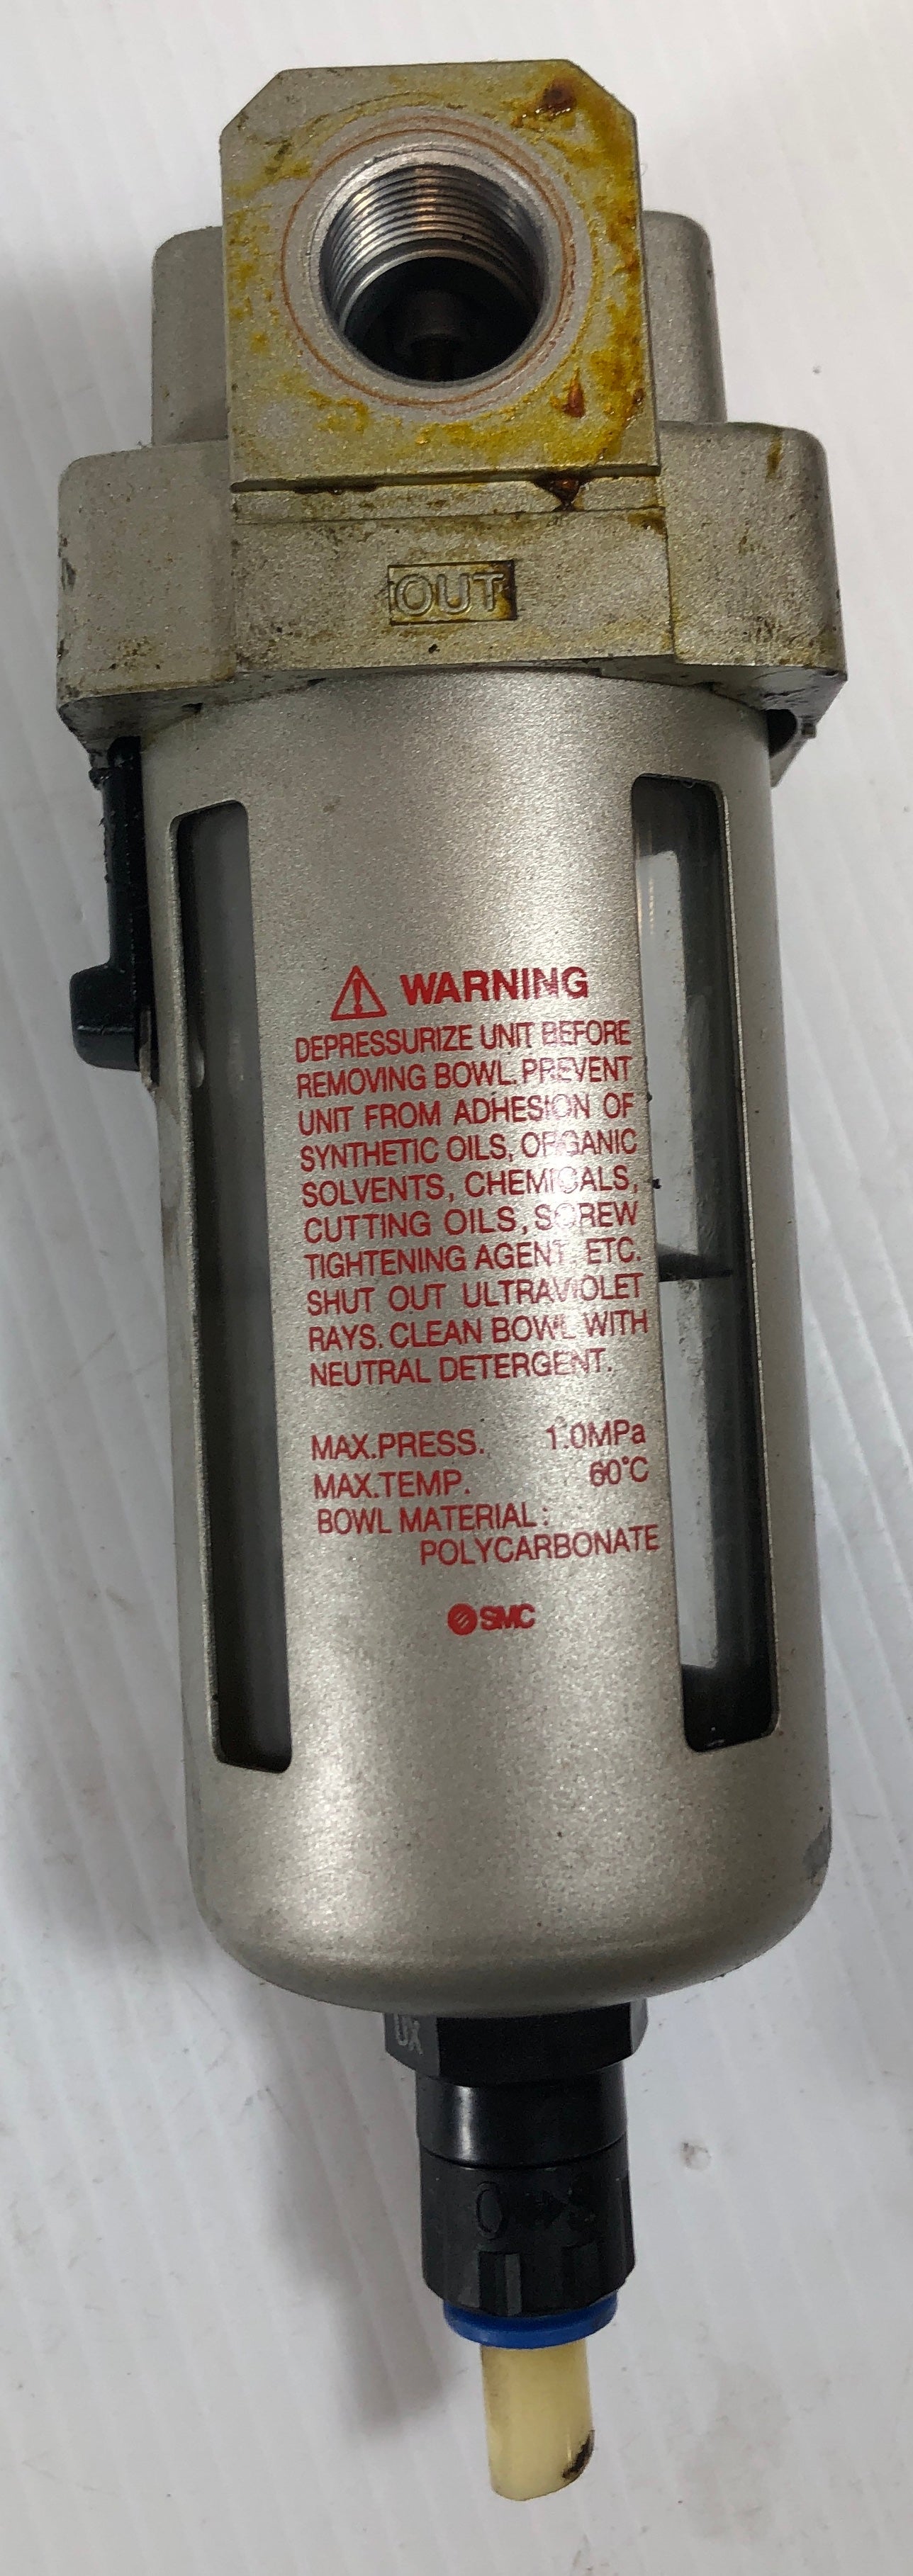 OUT
WARNING
DEPRESSURIZE UNIT BEFORE
REMOVING BOWL. PREVENT
UNIT FROM ADHESION OF
SYNTHETIC OILS, ORGANIC
SOLVENTS, CHEMICALS,
CUTTING OILS, SCREW
TIGHTENING AGENT, ETC.
SHUT OUT ULTRAVIOLET
RAYS. CLEAN BOWL WITH
NEUTRAL DETERGENT.
MAX.PRESS. 1.0MPa
MAX.TEMP. 60°C
BOWL MATERIAL:
POLYCARBONATE
SMC
UX